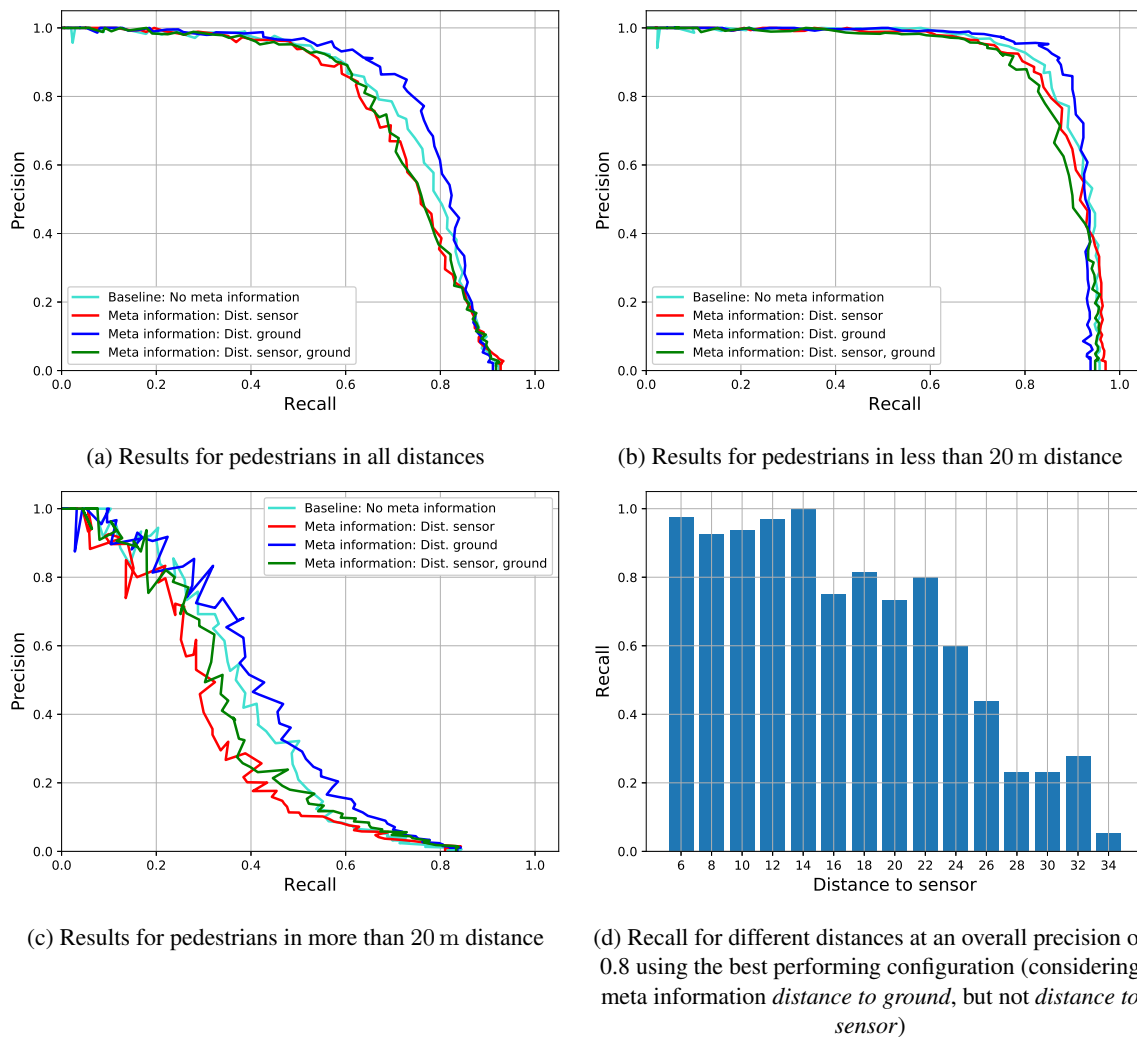 1.0
0.8
0.6
0.4
0.2
0.0
Precision
0.0 0.2 0.4 0.6 0.8 1.0
Recall
Baseline: No meta information
Meta information: Dist. sensor
Meta information: Dist. ground
Meta information: Dist. sensor, ground
(a) Results for pedestrians in all distances
1.0
0.8
0.6
0.4
0.2
0.0
Precision
0.0 0.2 0.4 0.6 0.8 1.0
Recall
Baseline: No meta information
Meta information: Dist. sensor
Meta information: Dist. ground
Meta information: Dist. sensor, ground
(b) Results for pedestrians in less than 20 m distance
1.0
0.8
0.6
0.4
0.2
0.0
Precision
0.0 0.2 0.4 0.6 0.8 1.0
Recall
Baseline: No meta information
Meta information: Dist. sensor
Meta information: Dist. ground
Meta information: Dist. sensor, ground
(c) Results for pedestrians in more than 20 m distance
1.0
0.8
0.6
0.4
0.2
0.0
Recall
6 8 10 12 14 16 18 20 22 24 26 28 30 32 34
Distance to sensor
(d) Recall for different distances at an overall precision
0.8 using the best performing configuration (considering
meta information distance to ground, but not distance to
sensor)